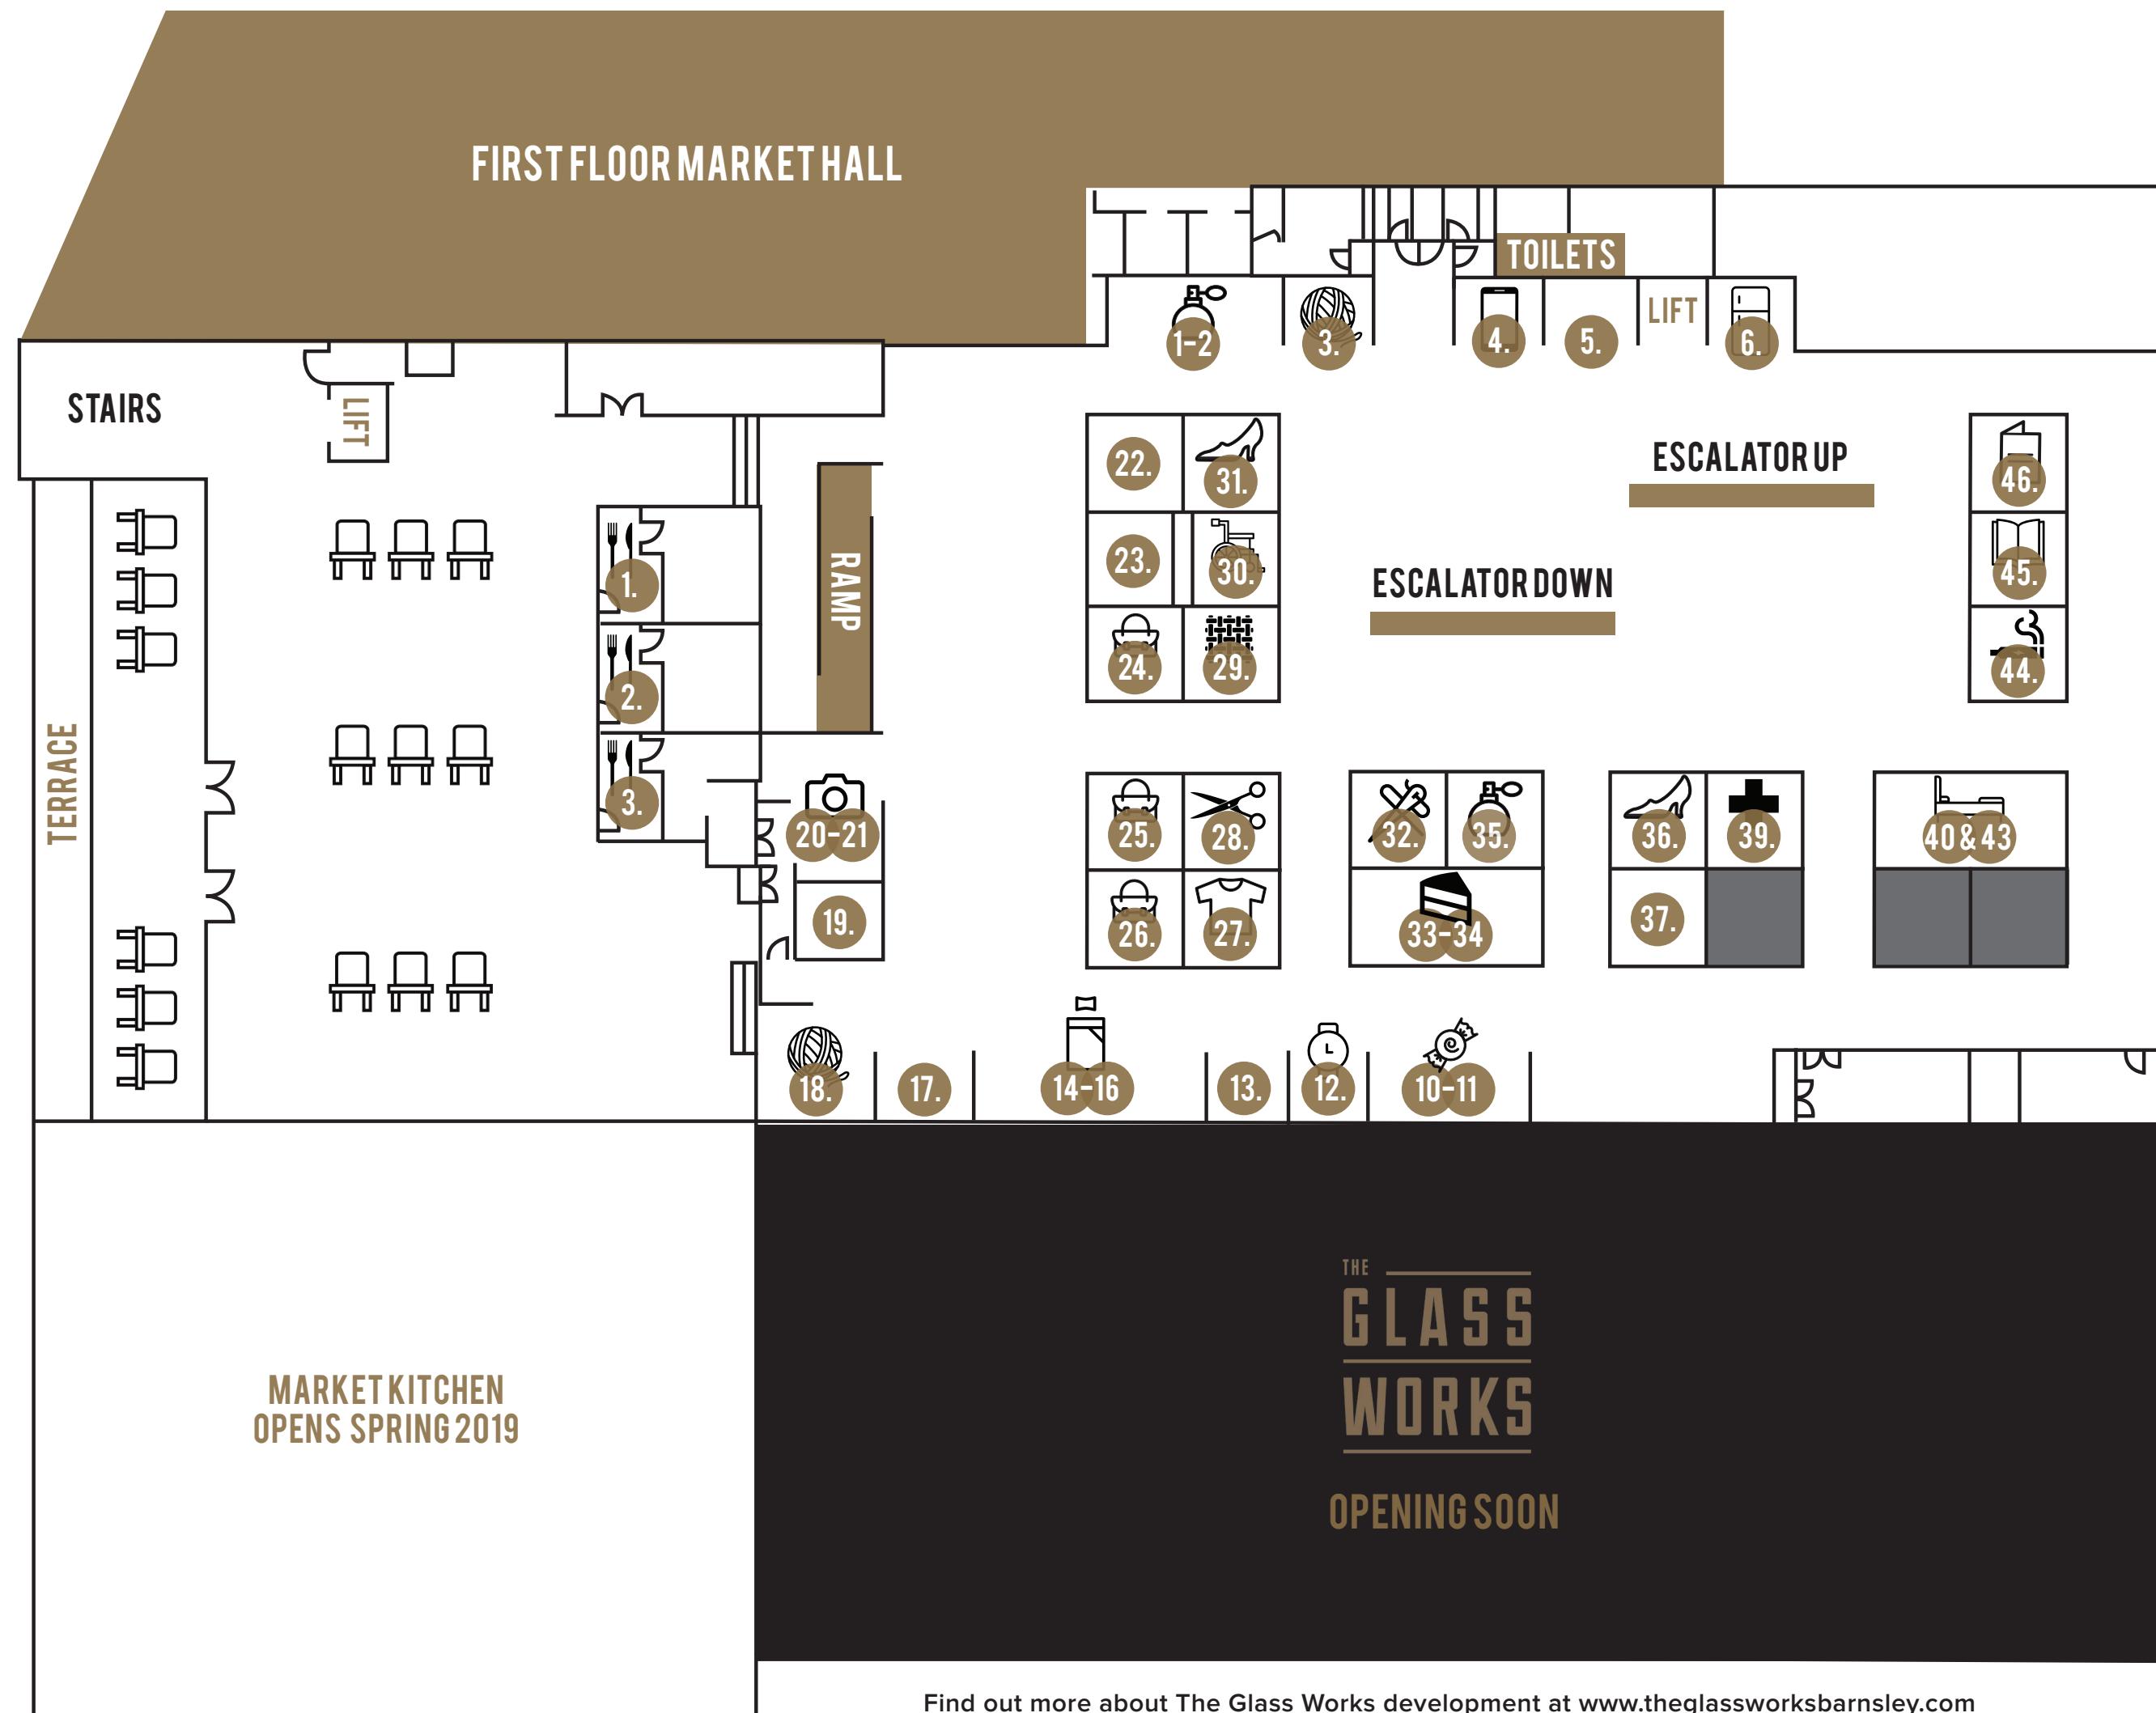 FIRST FLOOR MARKET HALL
TOILETS
1-2
3.
4.
5.
LIFT
6.
STAIRS
LIFT
22.
31.
ESCALATOR UP
46.
23.
30.
ESCALATOR DOWN
45.
24.
29.
44.
1.
2.
3.
RAMP
TERRACE
20-21
25.
28.
32.
35.
36.
39.
40 & 43
19.
26.
27.
33-34
37.
18.
17.
14-16
13.
12.
10-11
THE
GLASS
WORKS
OPENING SOON
MARKET KITCHEN
OPENS SPRING 2019
Find out more about The Glass Works development at www.theglassworksbarnsley.com